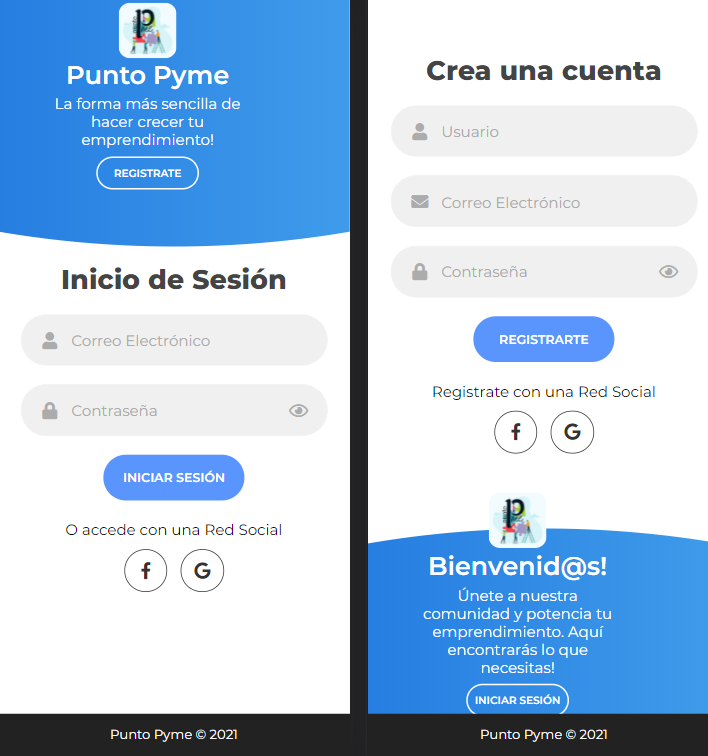 Punto Pyme
La forma más sencilla de
hacer crecer tu
emprendimiento!
REGISTRATE
Inicio de Sesión
Correo Electrónico
Contraseña
INICIAR SESIÓN
O accede con una Red Social
f
G
Punto Pyme © 2021
Crea una cuenta
Usuario
Correo Electrónico
Contraseña
REGISTRARTE
Registrate con una Red Social
f
G
Bienvenid@s!
Únete a nuestra
comunidad y potencia tu
emprendimiento. Aquí
encontrarás lo que
necesitas!
INICIAR SESIÓN
Punto Pyme © 2021